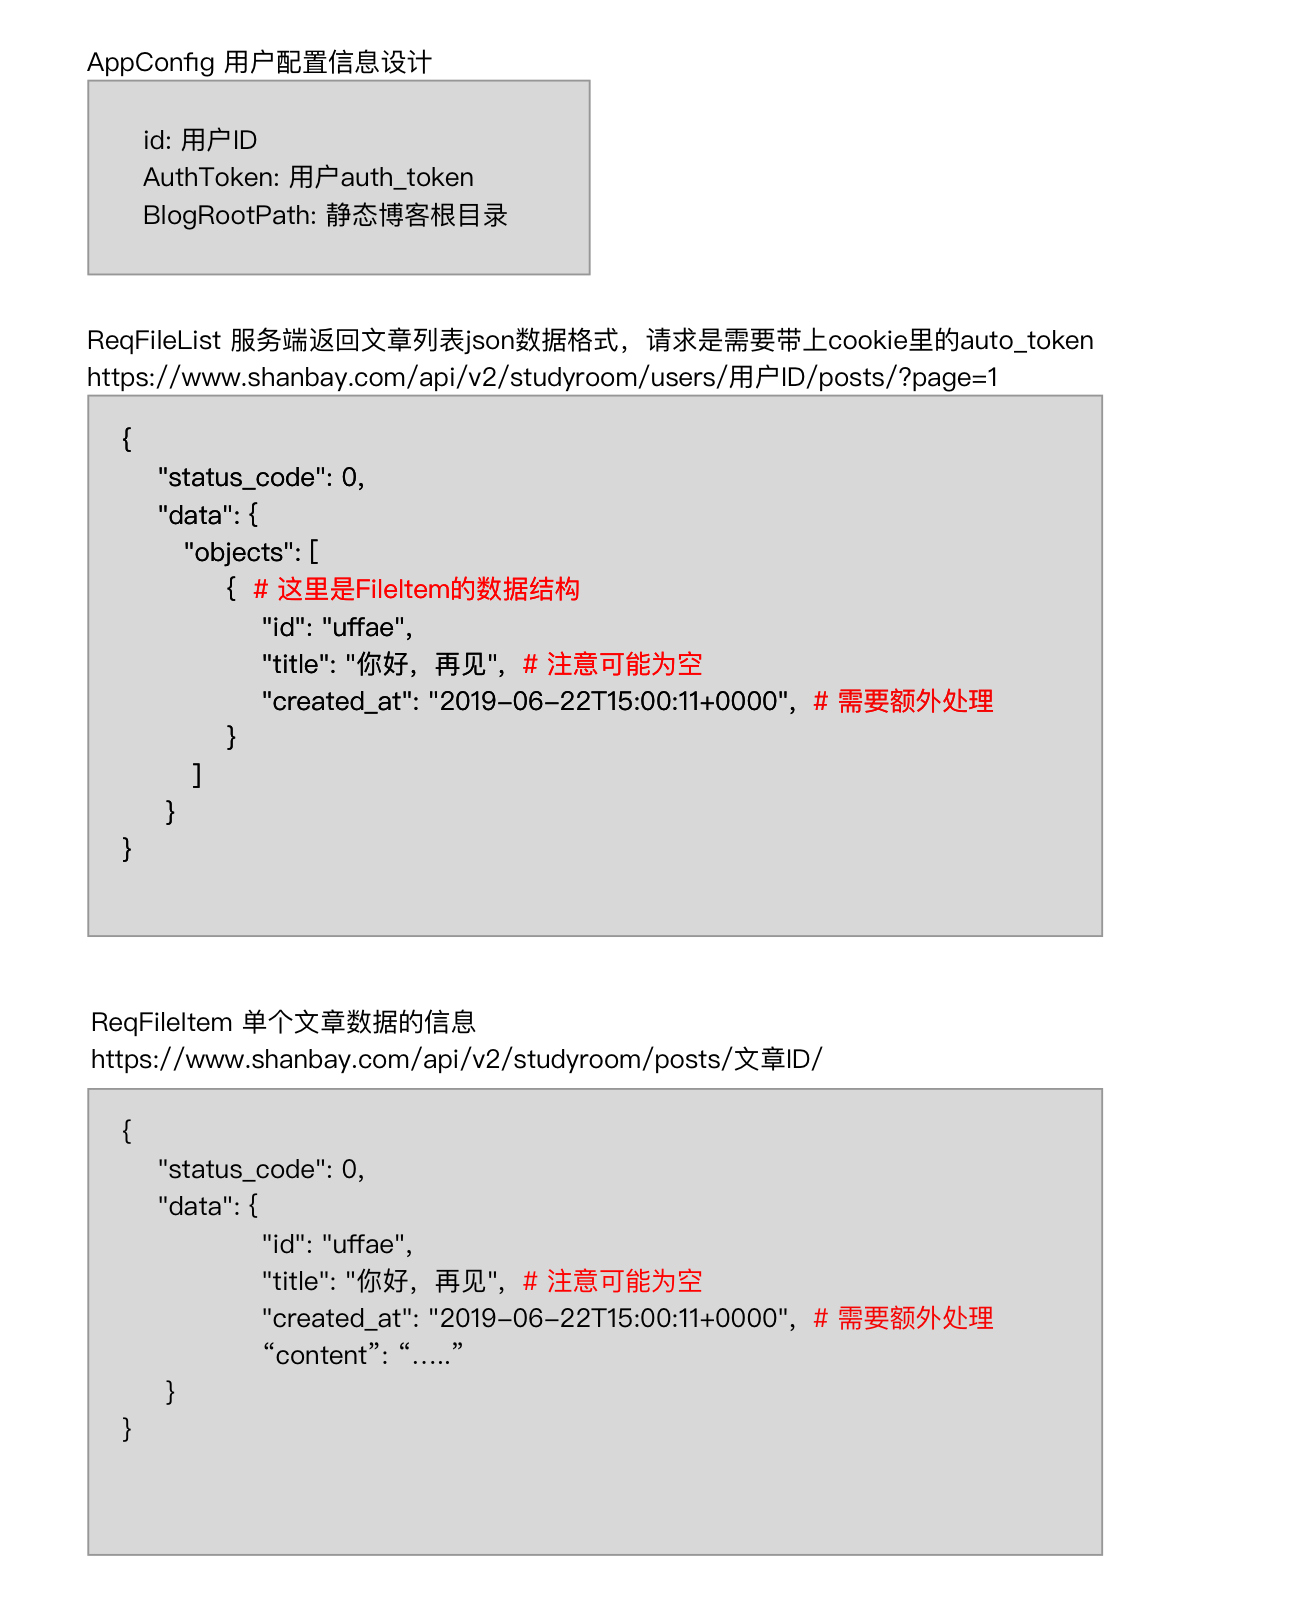 AppConfig 用户配置信息设计
id: 用户ID
AuthToken: 用户auth_token
BlogRootPath: 静态博客根目录
ReqFileList 服务端返回文章列表json数据格式，请求是需要带上cookie里的auto_token
https://www.shanbay.com/api/v2/studyroom/users/用户ID/posts/?page=1
{
"status_code": 0,
"data": {
"objects": [
{ # 这里是FileItem的数据结构
"id": "uffae",
"title": "你好，再见", # 注意可能为空
"created_at": "2019-06-22T15:00:11+0000", # 需要额外处理
}
]
}
}
ReqFileItem 单个文章数据的信息
https://www.shanbay.com/api/v2/studyroom/posts/文章ID/
{
"status_code": 0,
"data": {
"id": "uffae",
"title": "你好，再见", # 注意可能为空
"created_at": "2019-06-22T15:00:11+0000", # 需要额外处理
“content”: “…..”
}
}